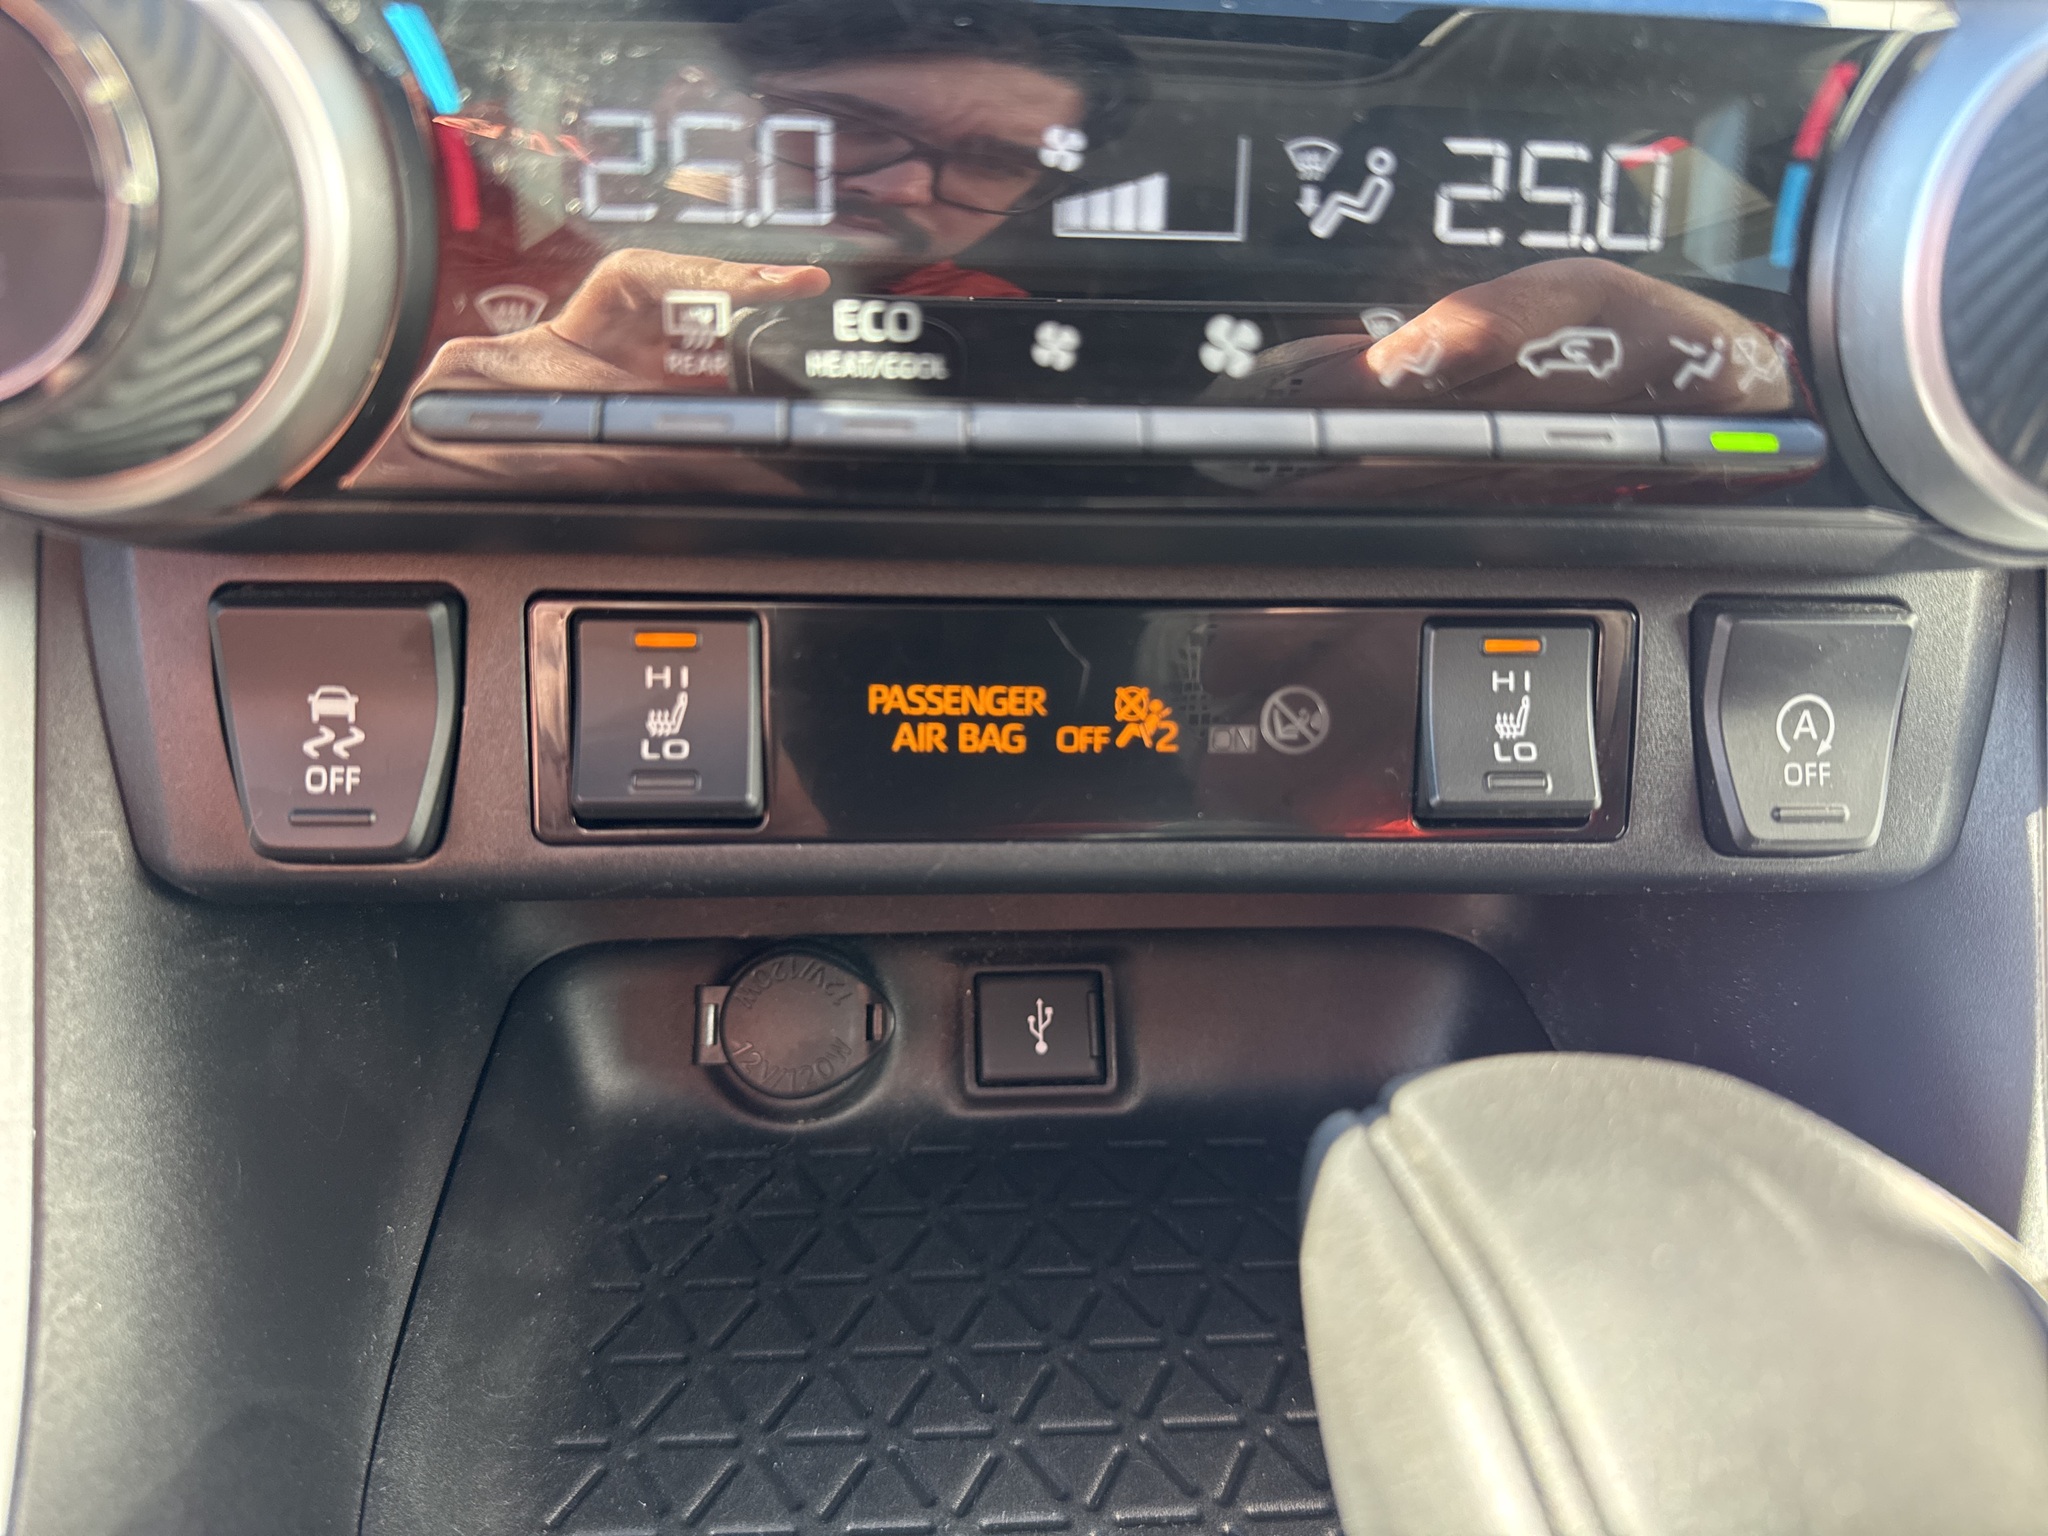 25.0
25.0
REAR
ECO
HEAT/COOL
OFF
HI
LO
PASSENGER
AIR BAG OFF 2
ON
HI
LO
A
OFF
12V/120W
12V/120W